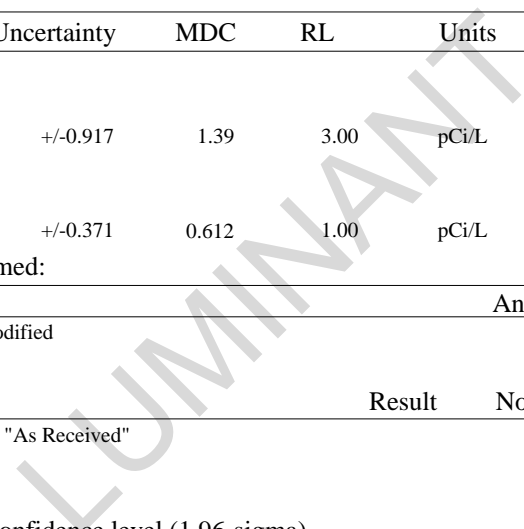 Uncertainty MDC RL Units
+/-0.917 1.39 3.00 pCi/L
+/-0.371 0.612 1.00 pCi/L
med:
An
odified
Result No
"As Received"
onfidence level (1.96-sigma)
LUMINANT